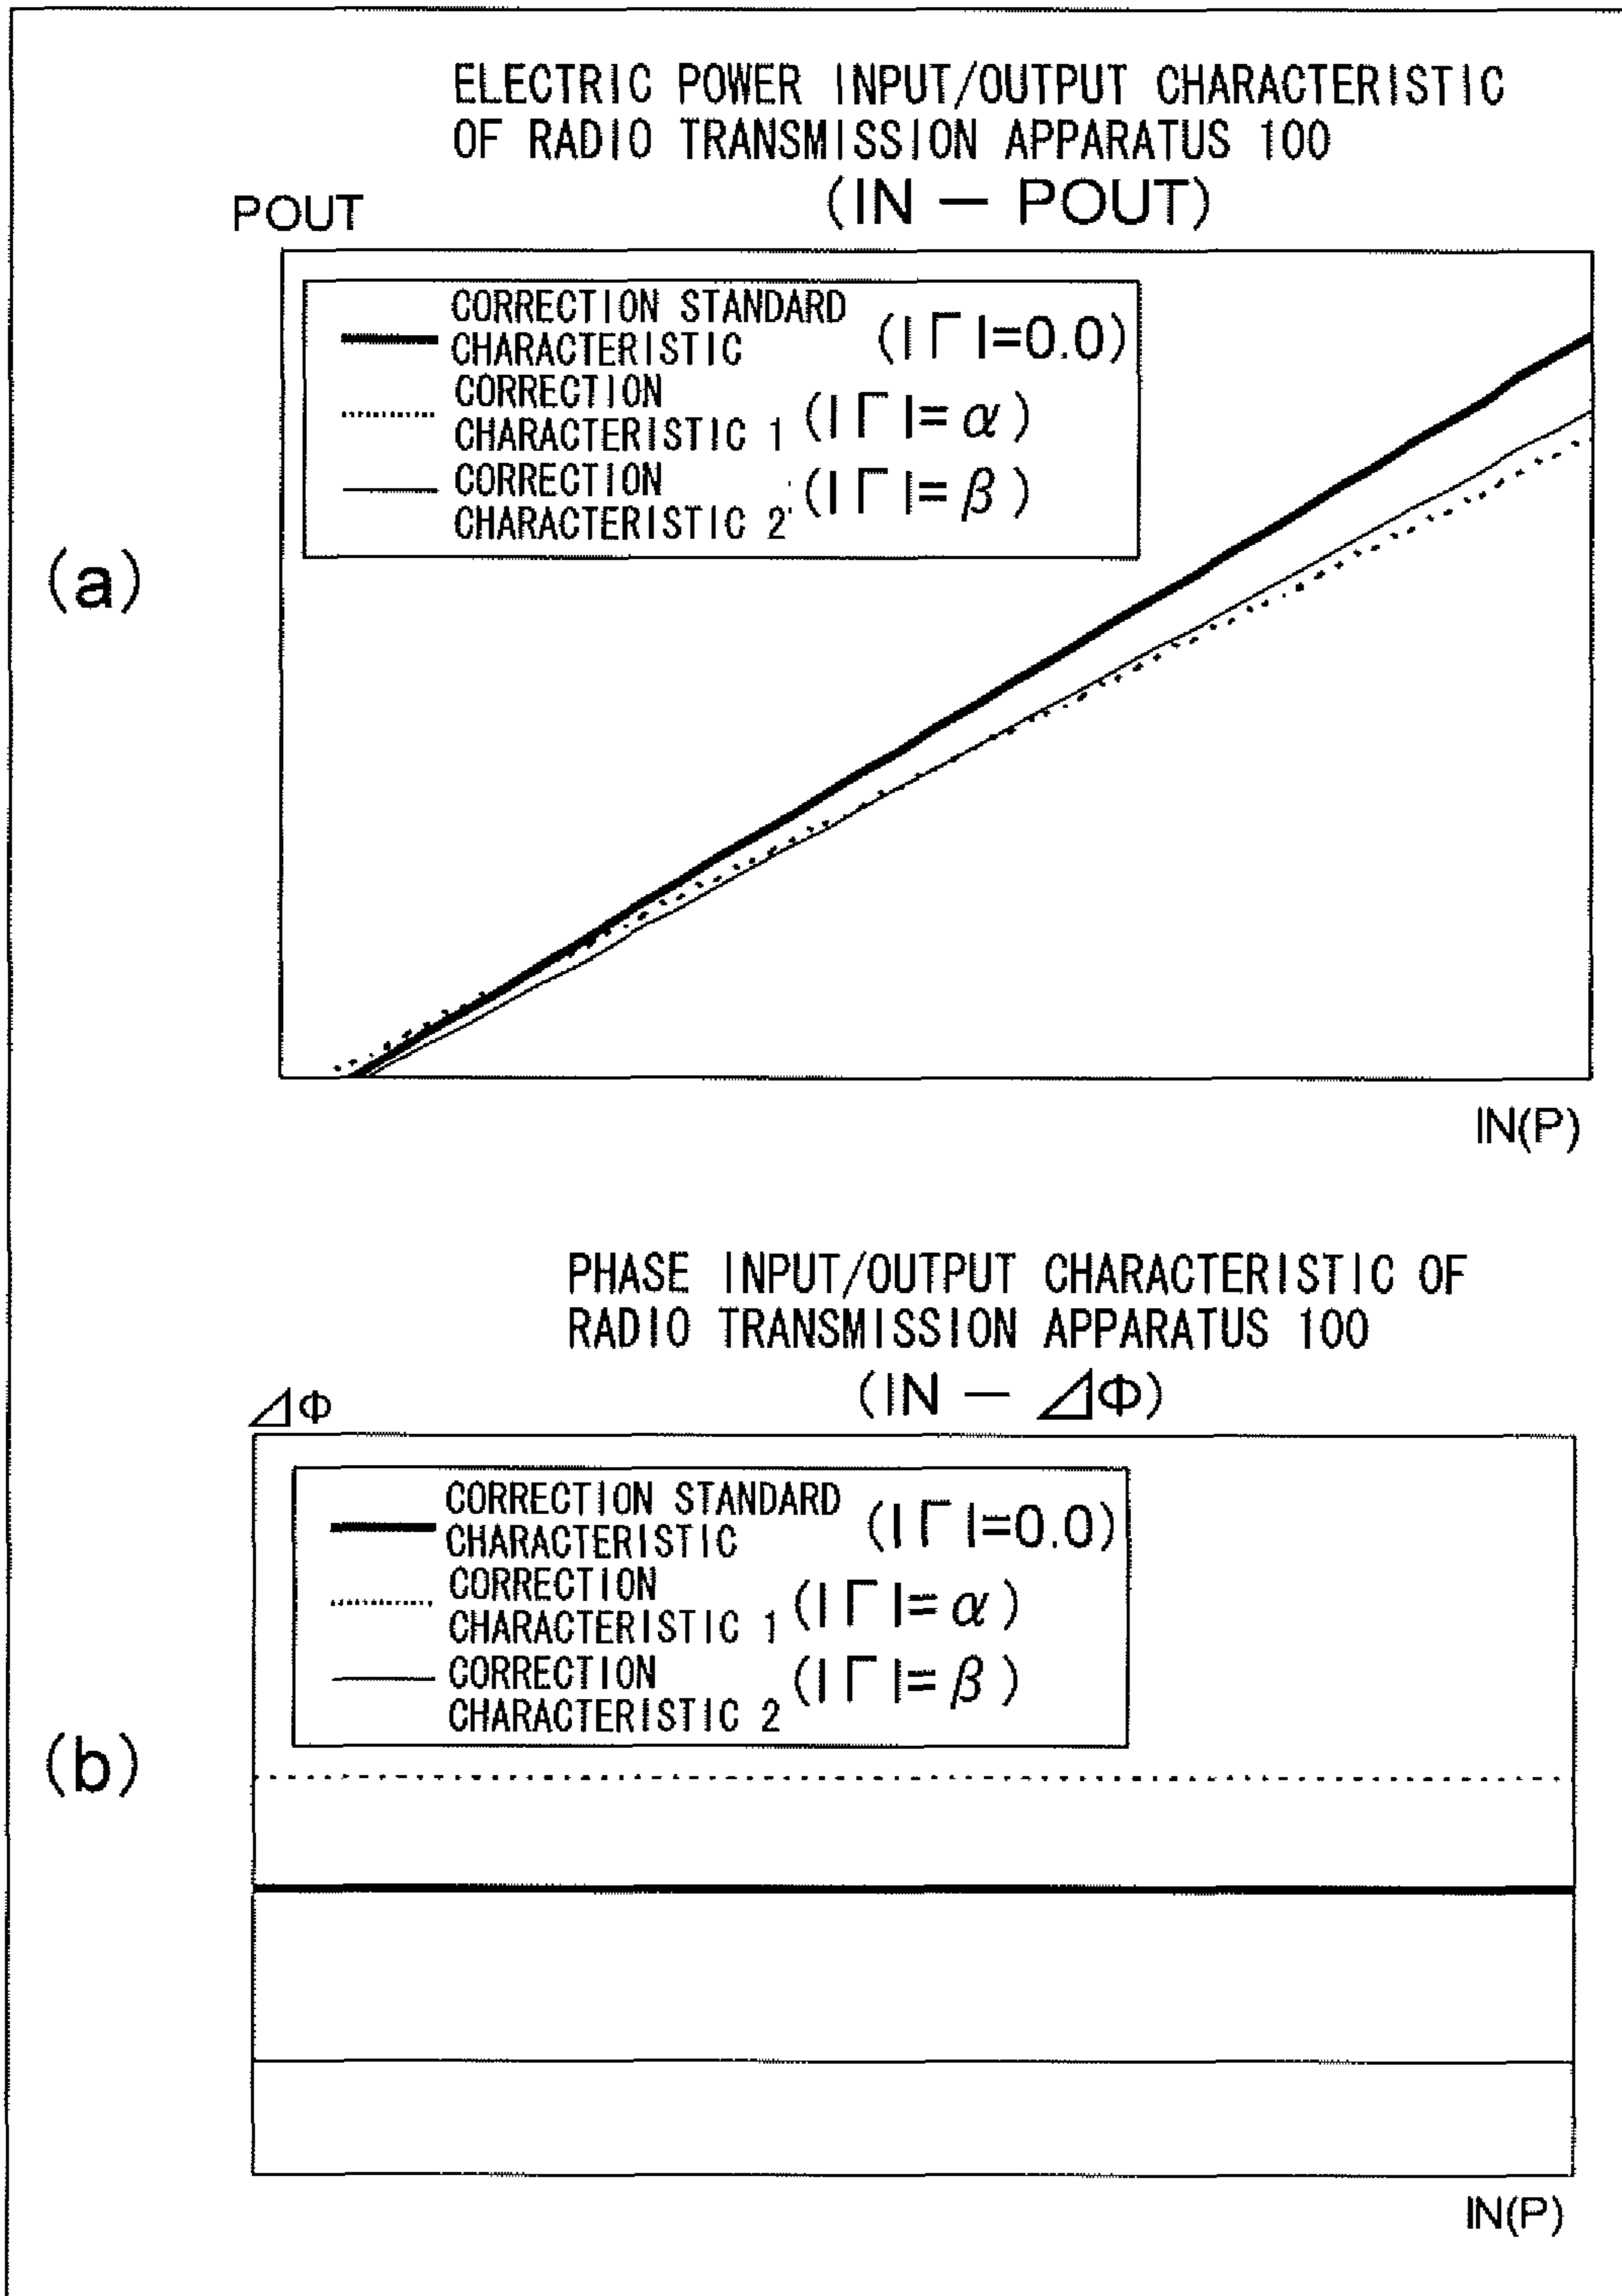 ELECTRIC POWER INPUT/OUTPUT CHARACTERISTIC
OF RADIO TRANSMISSION APPARATUS 100
(IN — POUT)
POUT
CORRECTION STANDARD
CHARACTERISTIC (|Γ|=0.0)
CORRECTION
CHARACTERISTIC 1 (|Γ|=α)
CORRECTION
CHARACTERISTIC 2 (|Γ|=β)
(a)
IN(P)
PHASE INPUT/OUTPUT CHARACTERISTIC OF
RADIO TRANSMISSION APPARATUS 100
(IN — ⊿Φ)
⊿Φ
CORRECTION STANDARD
CHARACTERISTIC (|Γ|=0.0)
CORRECTION
CHARACTERISTIC 1 (|Γ|=α)
CORRECTION
CHARACTERISTIC 2 (|Γ|=β)
(b)
IN(P)